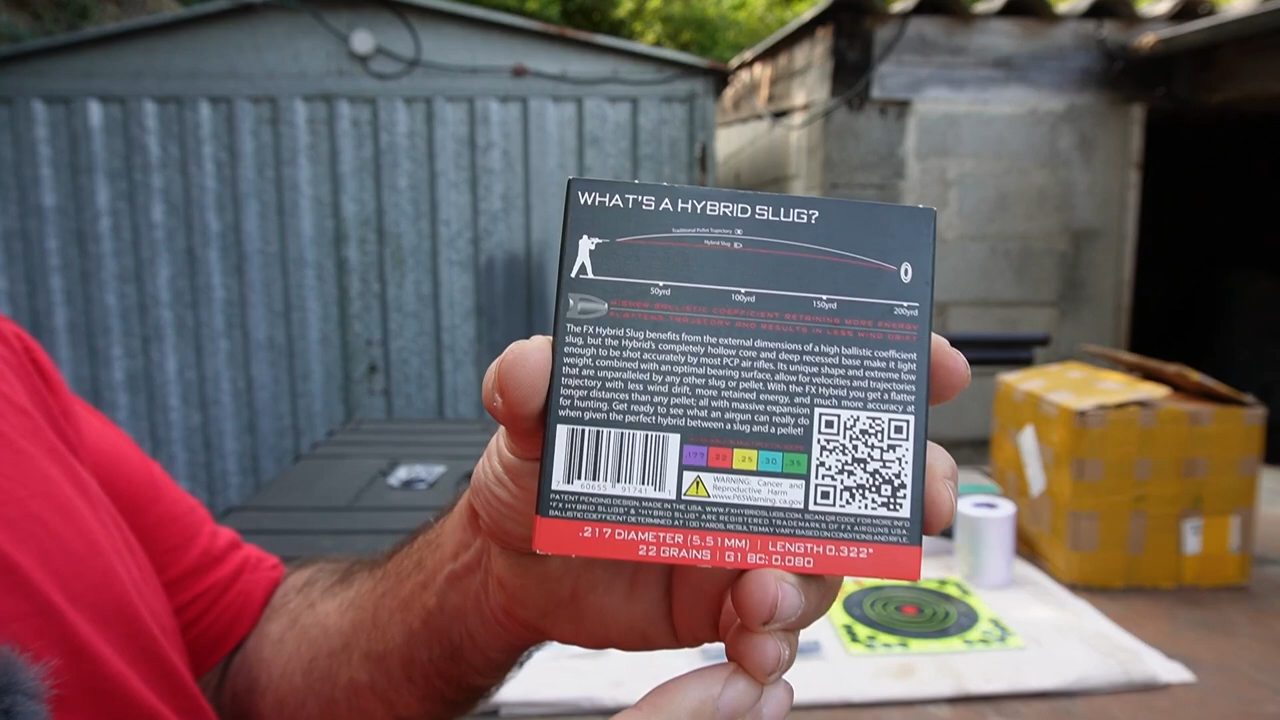 WHAT'S A HYBRID SLUG?
Traditional Pellet Trajectory
Hybrid Slug
50yrd
100yrd
150yrd
200yrd
HIGHER BALLISTIC COEFFICIENT RETAINING MORE ENERGY
FLATTENS TRAJECTORY AND RESULTS IN LESS WIND DRIFT
The FX Hybrid Slug benefits from the external dimensions of a high ballistic coefficient
slug, but the Hybrid's completely hollow core and deep recessed base make it light
enough to be shot accurately by most PCP air rifles. Its unique shape and extreme low
weight, combined with an optimal bearing surface, allow for velocities and trajectories
that are unparalleled by any other slug or pellet. With the FX Hybrid you get a flatter
trajectory with less wind drift, more retained energy, and much more accuracy at
longer distances than any pellet; all with massive expansion
for hunting. Get ready to see what an airgun can really do
when given the perfect hybrid between a slug and a pellet!
.177 .22 .25 .30 .35
7 60655 91741 1
WARNING: Cancer and
Reproductive Harm
www.P65Warning.ca.gov
PATENT PENDING DESIGN. MADE IN THE USA. WWW.FXHYBRIDSLUGS.COM. SCAN QR CODE FOR MORE INFO
"FX HYBRID SLUGS" & "HYBRID SLUG" ARE REGISTERED TRADEMARKS OF FX AIRGUNS USA.
BALLISTIC COEFFICIENT DETERMINED AT 100 YARDS. RESULTS MAY VARY BASED ON CONDITIONS AND RIFLE.
.217 DIAMETER (5.51MM) | LENGTH 0.322"
22 GRAINS | G1 BC: 0.080